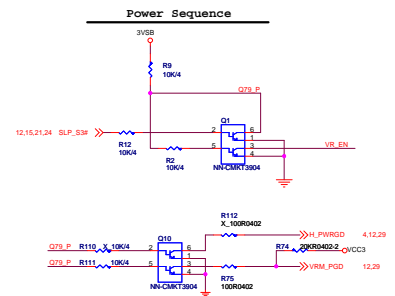 Power Sequence
3VSB
R9
10K/4
Q79_P
Q1
12,15,21,24 SLP_S3#
2
6
1
R12
10K/4
5
3
4
VR_EN
R2
10K/4
NN-CMKT3904
Q10
R112
X_100R0402
H_PWRGD 4,12,29
Q79_P R110 X_10K/4
2
6
1
R74 20KR0402-2
VCC3
Q79_P R111 10K/4
5
3
4
VRM_PGD 12,29
R75
100R0402
NN-CMKT3904